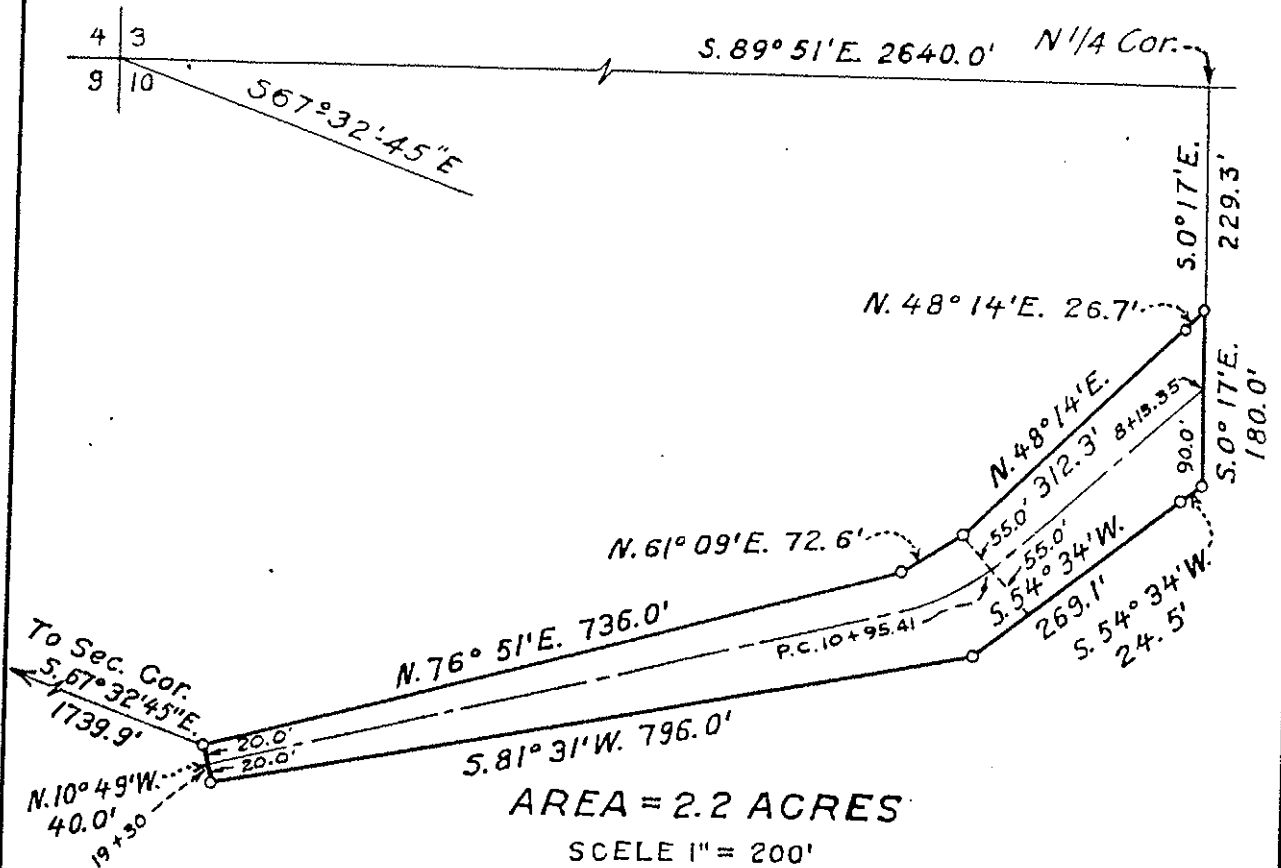 4 3
9 10
S. 89° 51' E. 2640.0'
N 1/4 Cor.
S 67° 32' 45" E
S. 0° 17' E.
229.3'
N. 48° 14' E. 26.7'
S. 0° 17' E.
180.0'
N. 48° 14' E.
312.3'
8+13.35
90.0'
55.0'
55.0'
N. 61° 09' E. 72.6'
S. 54° 34' W.
269.1'
S. 54° 34' W.
24.5'
P.C. 10+95.41
N. 76° 51' E. 736.0'
To Sec. Cor.
S. 67° 32' 45" E.
1739.9'
20.0'
20.0'
S. 81° 31' W. 796.0'
N. 10° 49' W.
40.0'
19+30
AREA = 2.2 ACRES
SCELE 1" = 200'